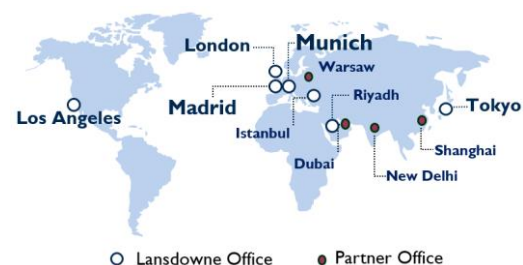 London
Munich
Warsaw
Madrid
Riyadh
Los Angeles
Tokyo
Istanbul
Shanghai
Dubai
New Delhi
Lansdowne Office
Partner Office